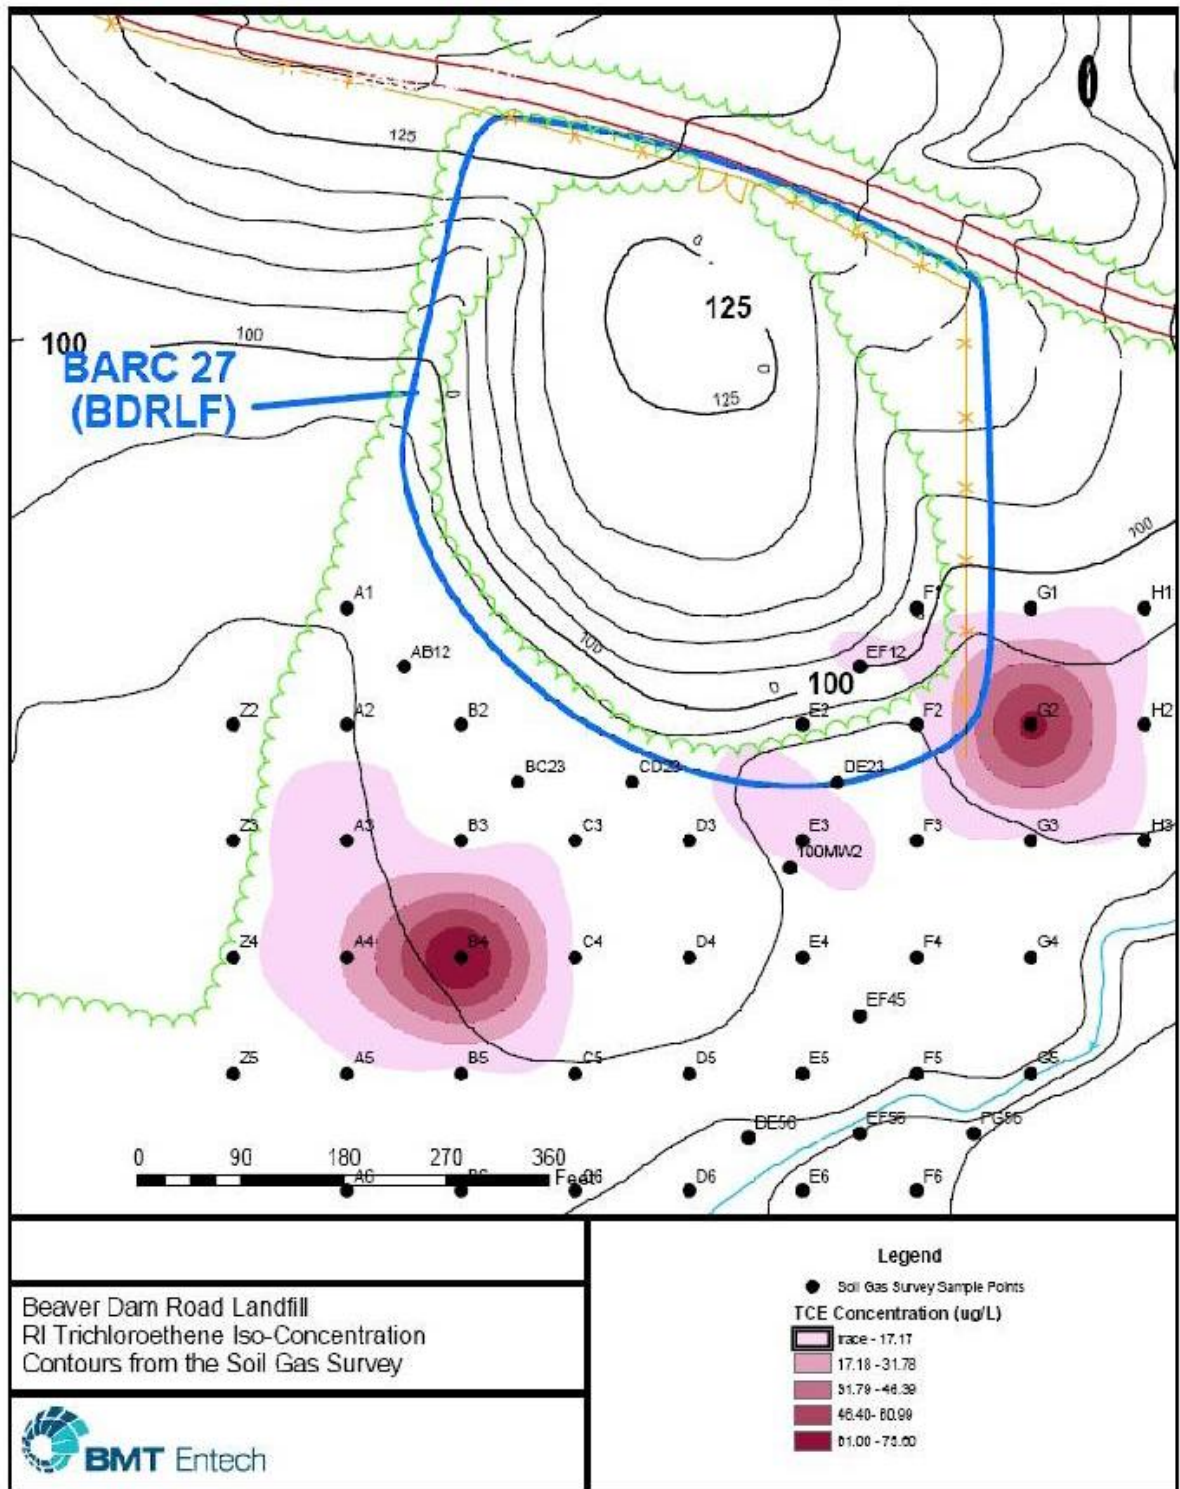 125
125
125
100
100
BARC 27
(BDRLF)
125
100
100
A1
F1
G1
H1
AB12
EF12
100
Z2
A2
B2
E2
F2
G2
H2
BC23
CD23
DE23
Z3
A3
B3
C3
D3
E3
F3
G3
H3
100MW2
Z4
A4
B4
C4
D4
E4
F4
G4
EF45
Z5
A5
B5
C5
D5
E5
F5
G5
DE56
EF56
FG56
0 90 180 270 360
Feet
A6
B6
C6
D6
E6
F6
Beaver Dam Road Landfill
RI Trichloroethene Iso-Concentration
Contours from the Soil Gas Survey
BMT Entech
Legend
Soil Gas Survey Sample Points
TCE Concentration (ug/L)
trace - 17.17
17.18 - 31.78
31.79 - 46.39
46.40 - 60.99
61.00 - 75.60